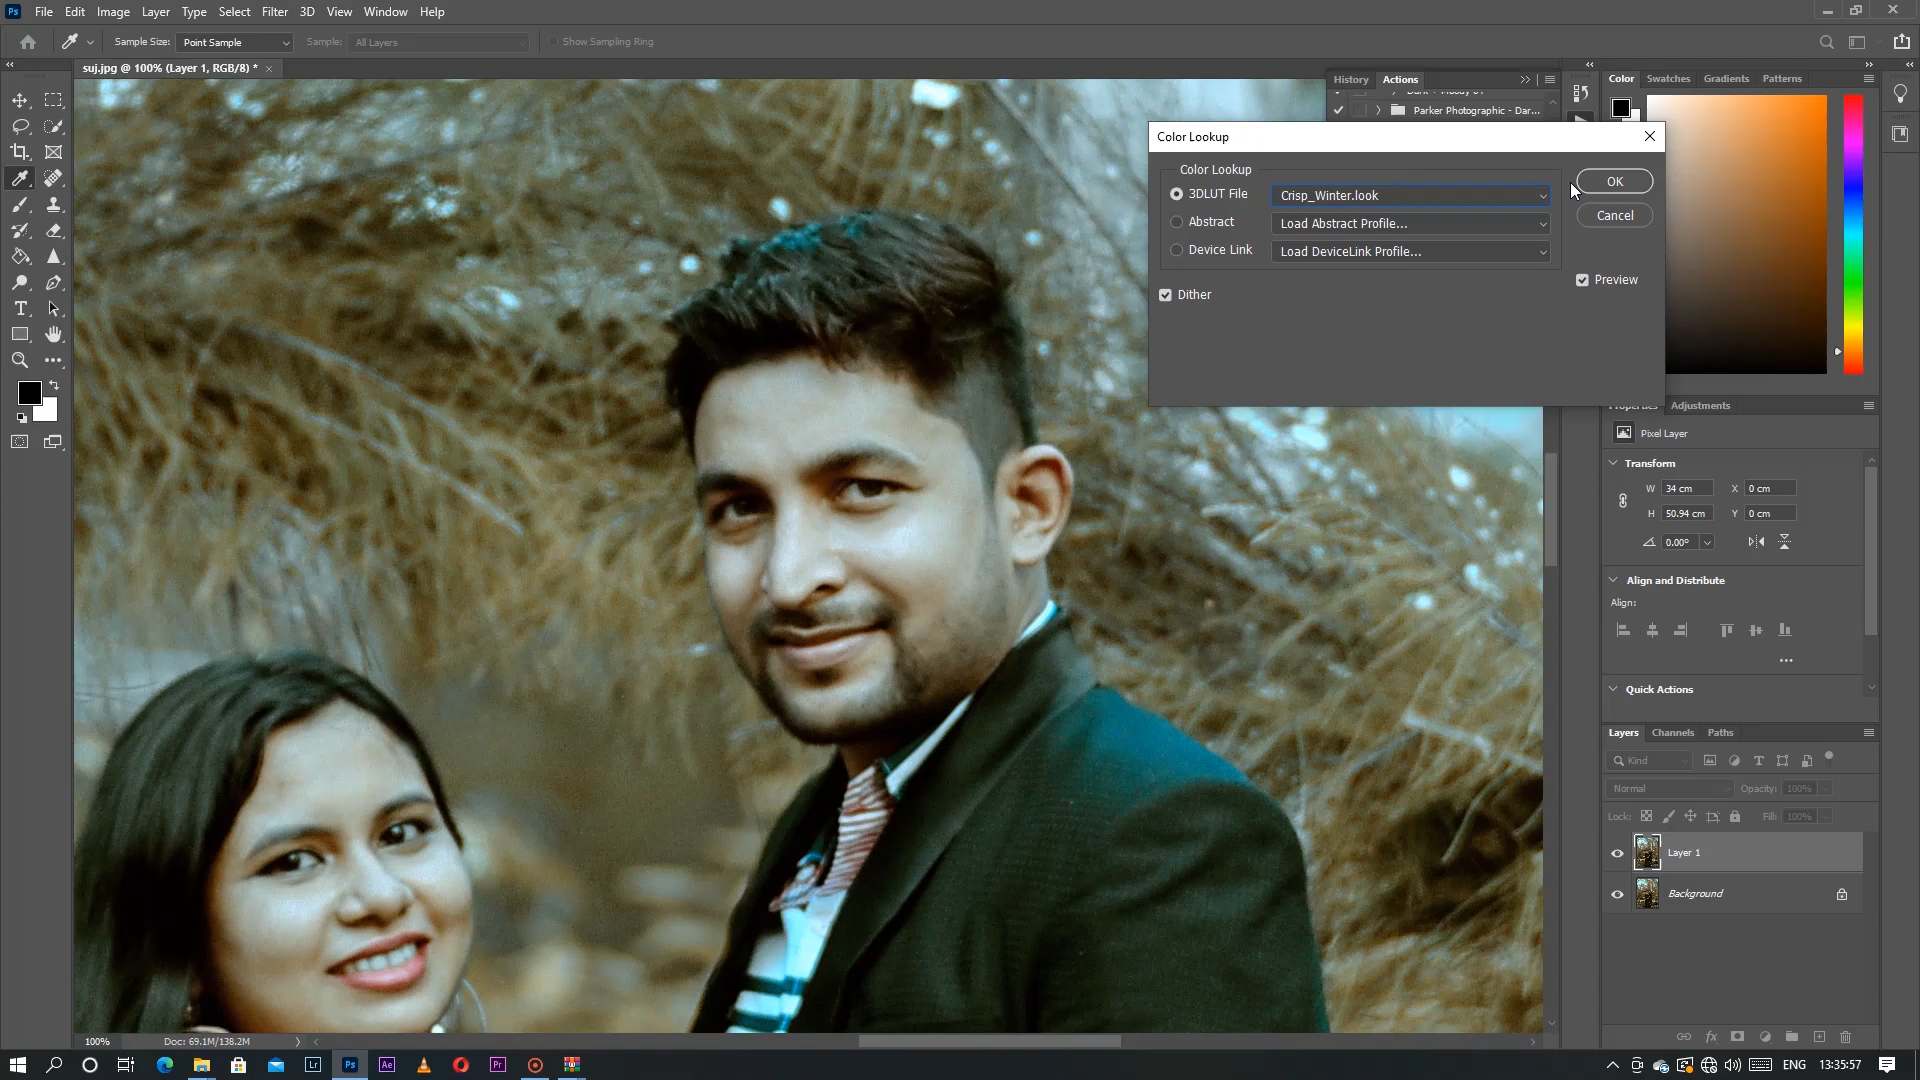 Ps File Edit Image Layer Type Select Filter 3D View Window Help
Sample Size: Point Sample Sample: All Layers Show Sampling Ring
suj.jpg @ 100% (Layer 1, RGB/8) * ×
History Actions
Parker Photographic - Dar...
Color Swatches Gradients Patterns
Color Lookup
Color Lookup
3DLUT File Crisp_Winter.look
Abstract Load Abstract Profile...
Device Link Load DeviceLink Profile...
Dither
OK
Cancel
Preview
Properties Adjustments
Pixel Layer
Transform
W 34 cm X 0 cm
H 50.94 cm Y 0 cm
0.00°
Align and Distribute
Align:
Quick Actions
Layers Channels Paths
Kind
Normal Opacity: 100%
Lock: Fill: 100%
Layer 1
Background
100% Doc: 69.1M/138.2M
Lr Ps Ae Pr
ENG 13:35:57